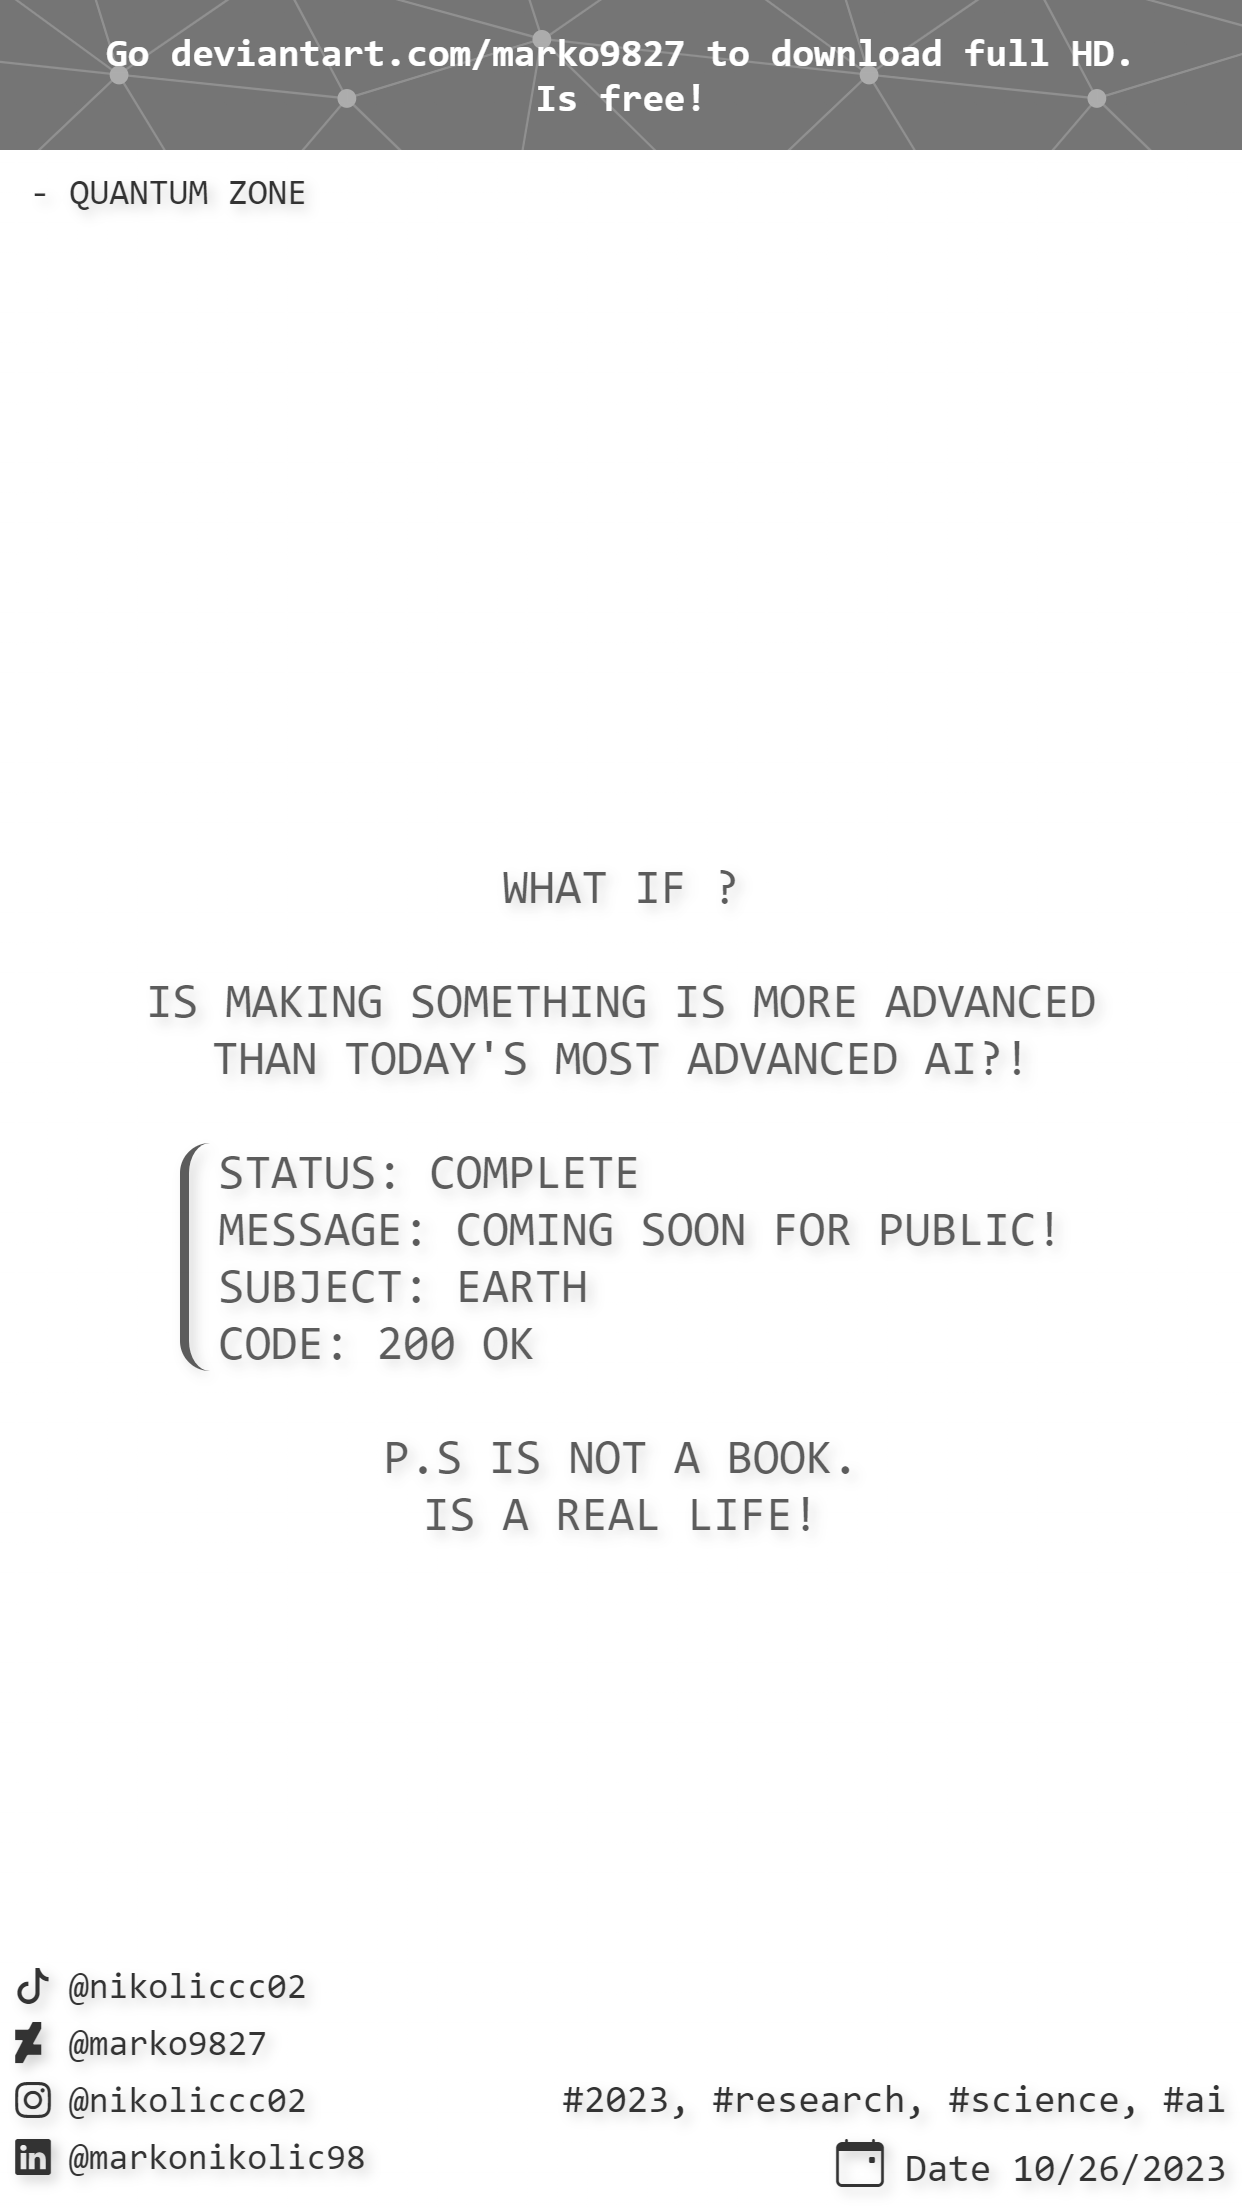 Go deviantart.com/marko9827 to download full HD.
Is free!
- QUANTUM ZONE
WHAT IF ?
IS MAKING SOMETHING IS MORE ADVANCED
THAN TODAY'S MOST ADVANCED AI?!
STATUS: COMPLETE
MESSAGE: COMING SOON FOR PUBLIC!
SUBJECT: EARTH
CODE: 200 OK
P.S IS NOT A BOOK.
IS A REAL LIFE!
@nikoliccc02
@marko9827
@nikoliccc02
@markonikolic98
#2023, #research, #science, #ai
Date 10/26/2023